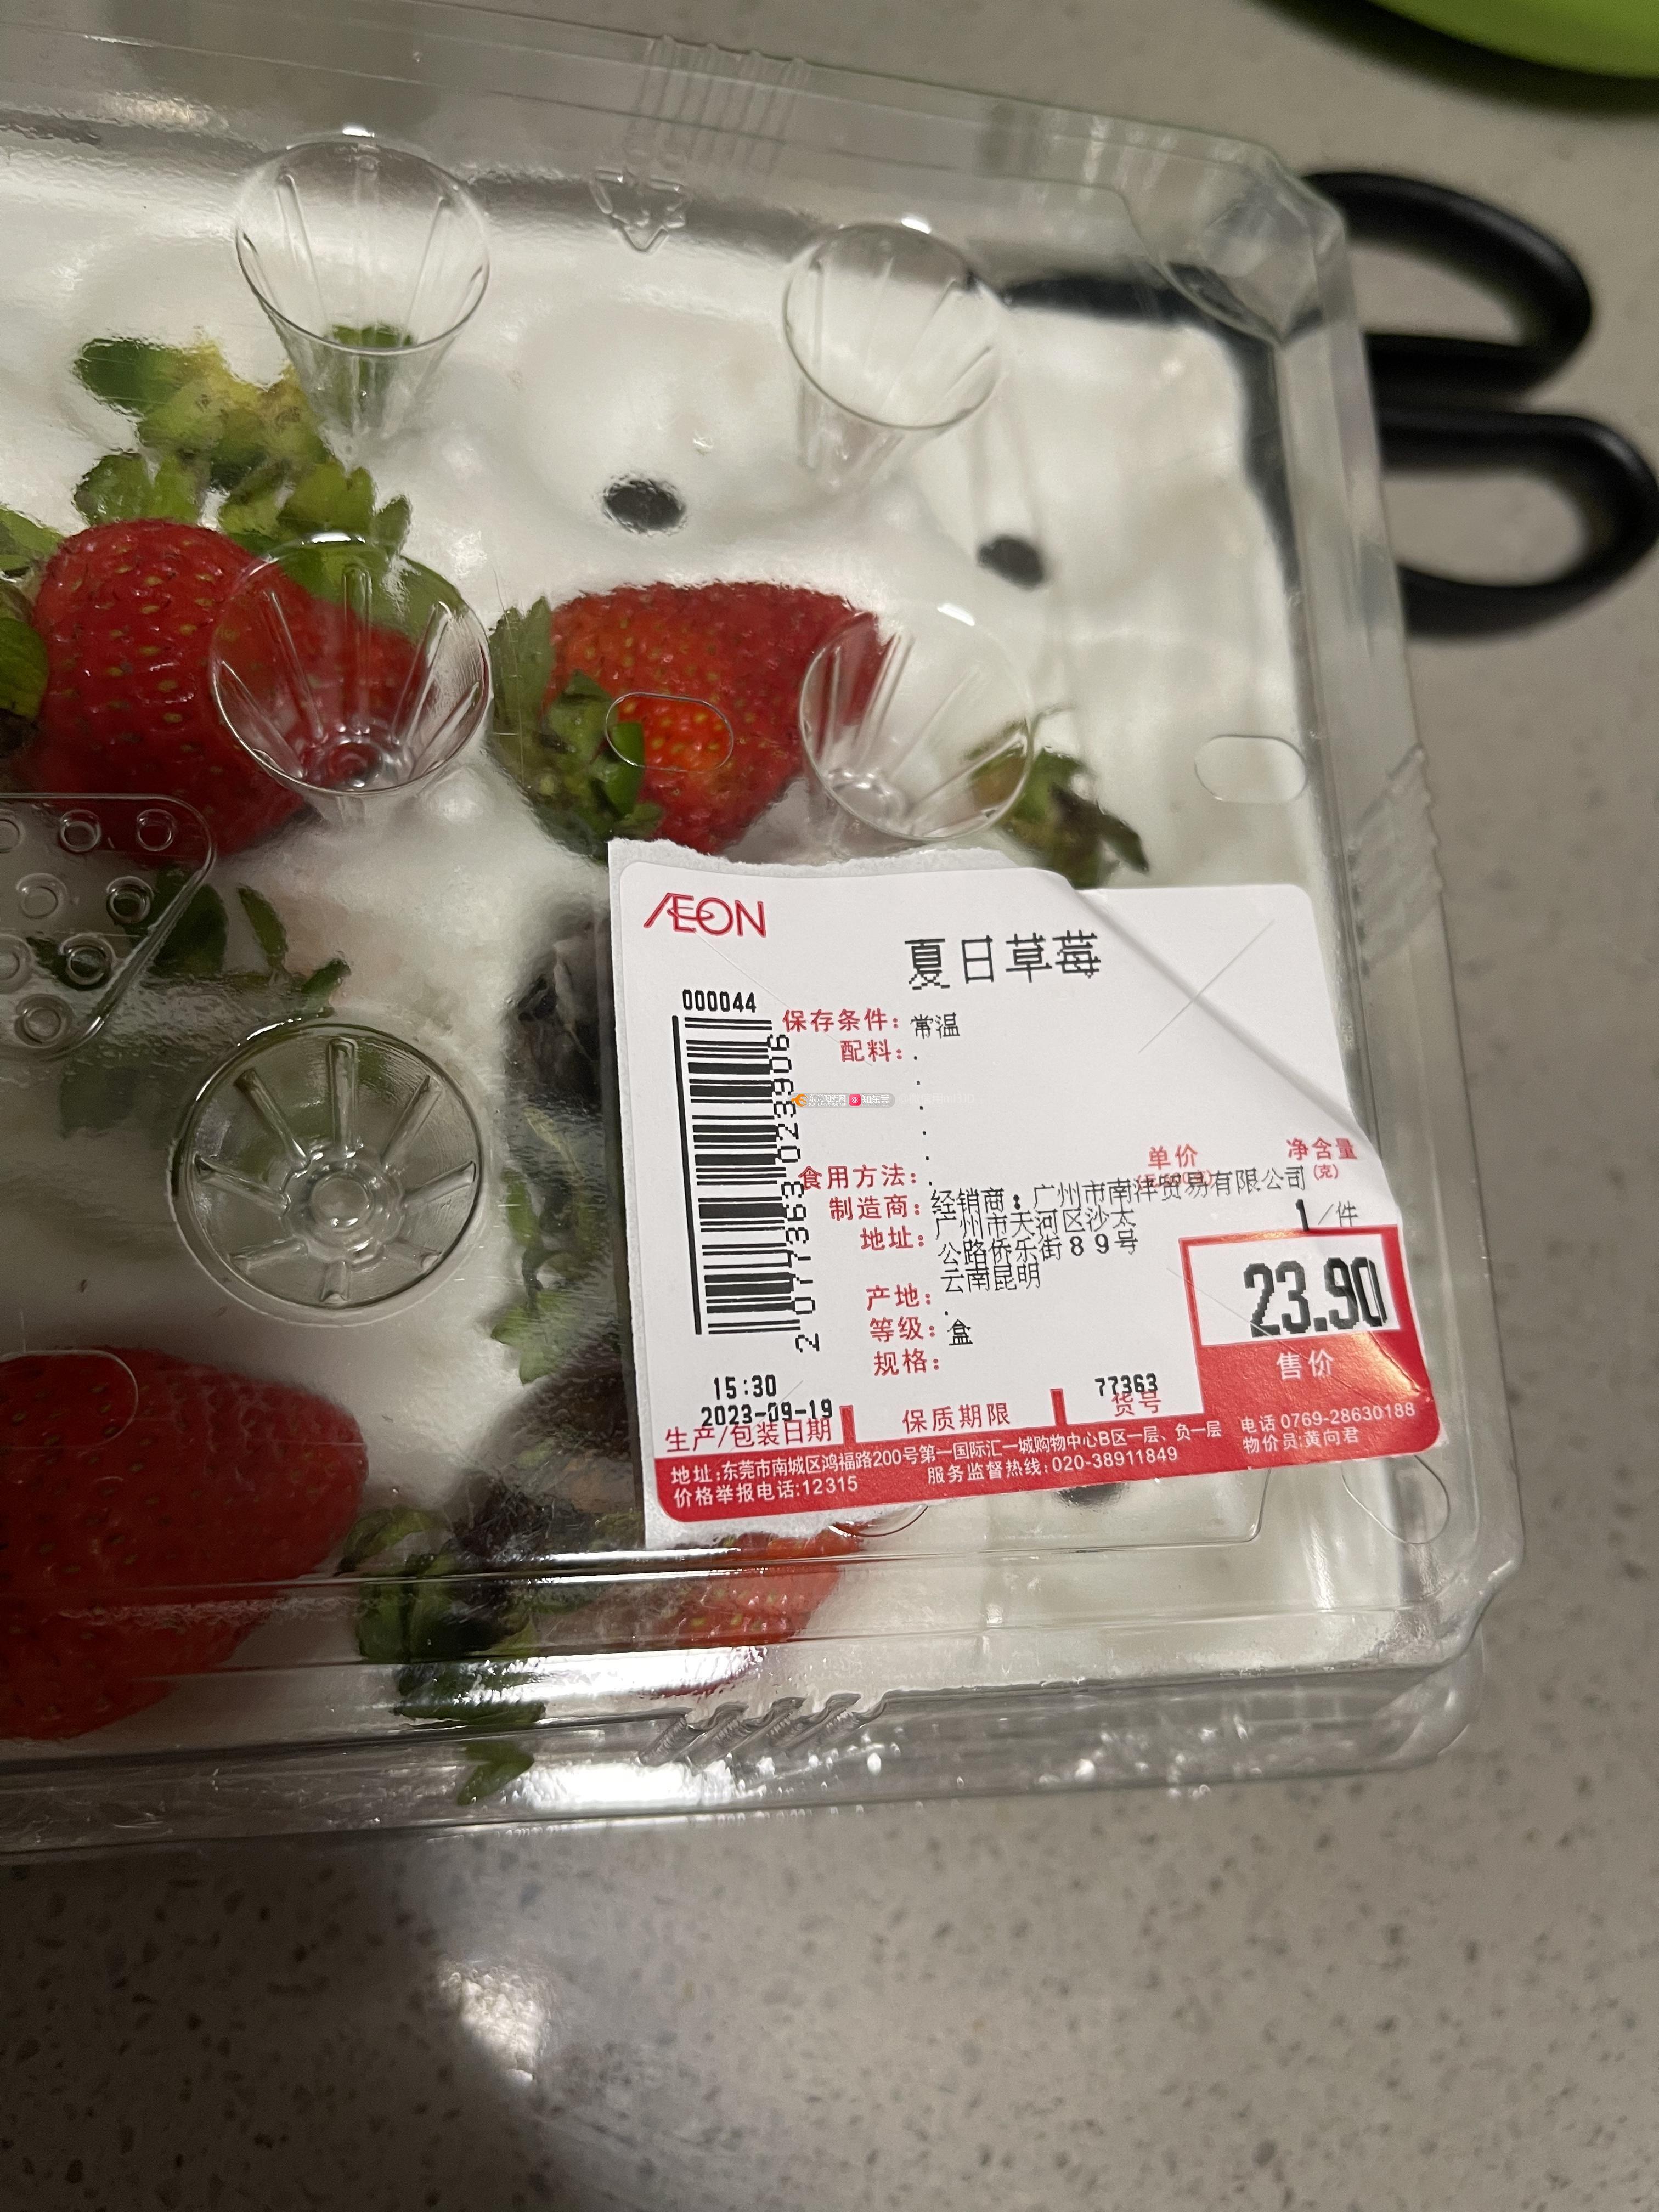 ÆON
夏日草莓
000044
2077363023906
保存条件: 常温
配料: .
.
.
.
.
食用方法:
单价
净含量
(克)
制造商: 经销商：广州市南洋贸易有限公司
1/件
地址: 广州市天河区沙太
公路侨乐街89号
产地: 云南昆明
等级: .
规格: 盒
23.90
售价
15:30
2023-09-19
生产/包装日期
保质期限
77363
货号
地址:东莞市南城区鸿福路200号第一国际汇一城购物中心B区一层、负一层 电话 0769-28630188
价格举报电话:12315 服务监督热线:020-38911849 物价员:黄向君